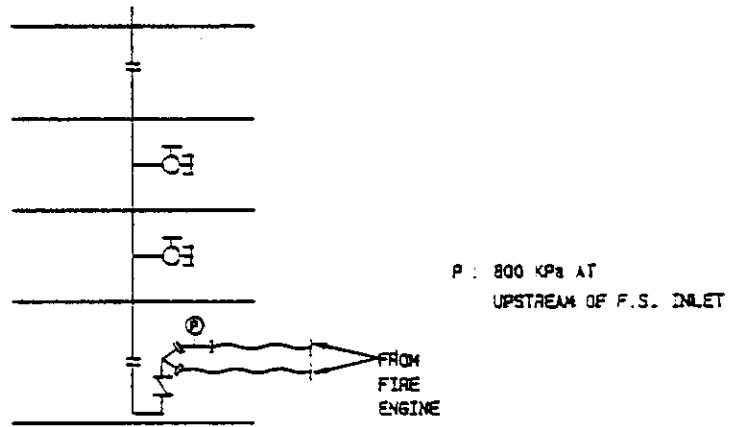 P : 800 KPa AT
UPSTREAM OF F.S. INLET
P
FROM
FIRE
ENGINE